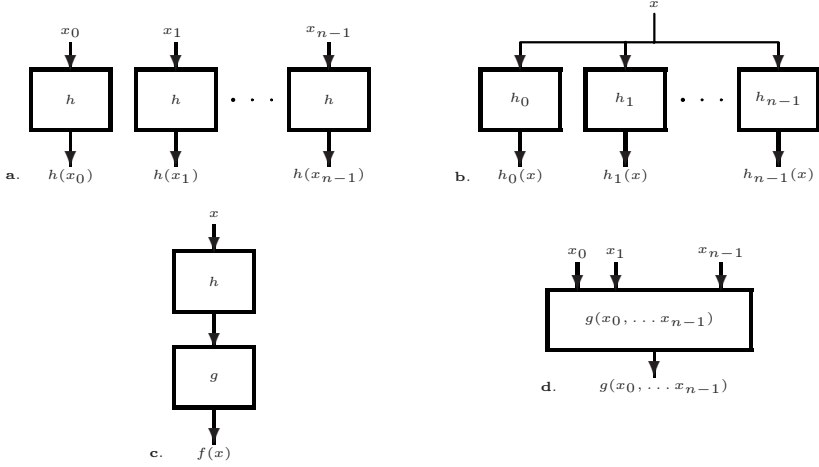 x₀ x₁ xₙ₋₁
h h · · · h
a. h(x₀) h(x₁) h(xₙ₋₁)
x
h₀ h₁ · · · hₙ₋₁
b. h₀(x) h₁(x) hₙ₋₁(x)
x
h
g
c. f(x)
x₀ x₁ xₙ₋₁
g(x₀, . . . xₙ₋₁)
d. g(x₀, . . . xₙ₋₁)